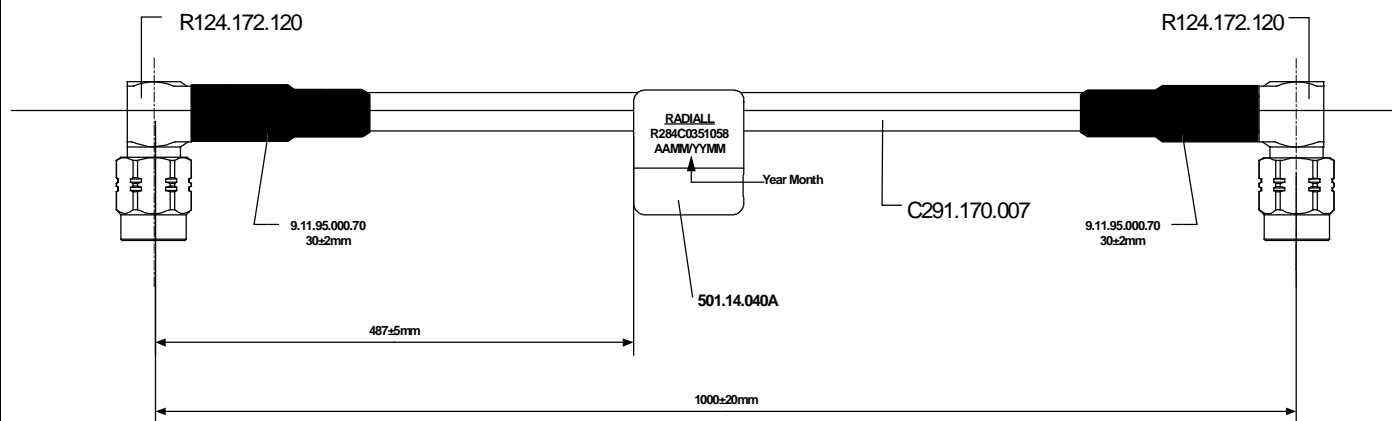 R124.172.120
R124.172.120
RADIALL
R284C0351058
AAMM/YYMM
Year Month
C291.170.007
9.11.95.000.70
30±2mm
9.11.95.000.70
30±2mm
501.14.040A
487±5mm
1000±20mm